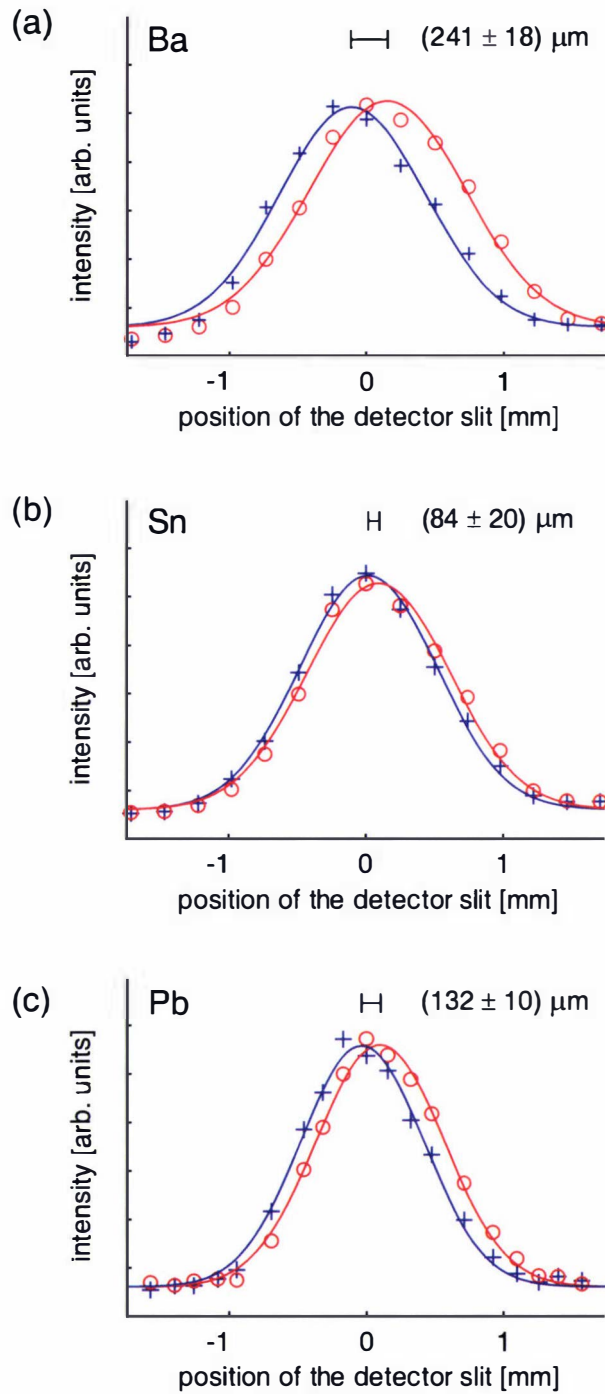 (a) Ba (241 ± 18) μm
intensity [arb. units]
-1 0 1
position of the detector slit [mm]
(b) Sn (84 ± 20) μm
intensity [arb. units]
-1 0 1
position of the detector slit [mm]
(c) Pb (132 ± 10) μm
intensity [arb. units]
-1 0 1
position of the detector slit [mm]